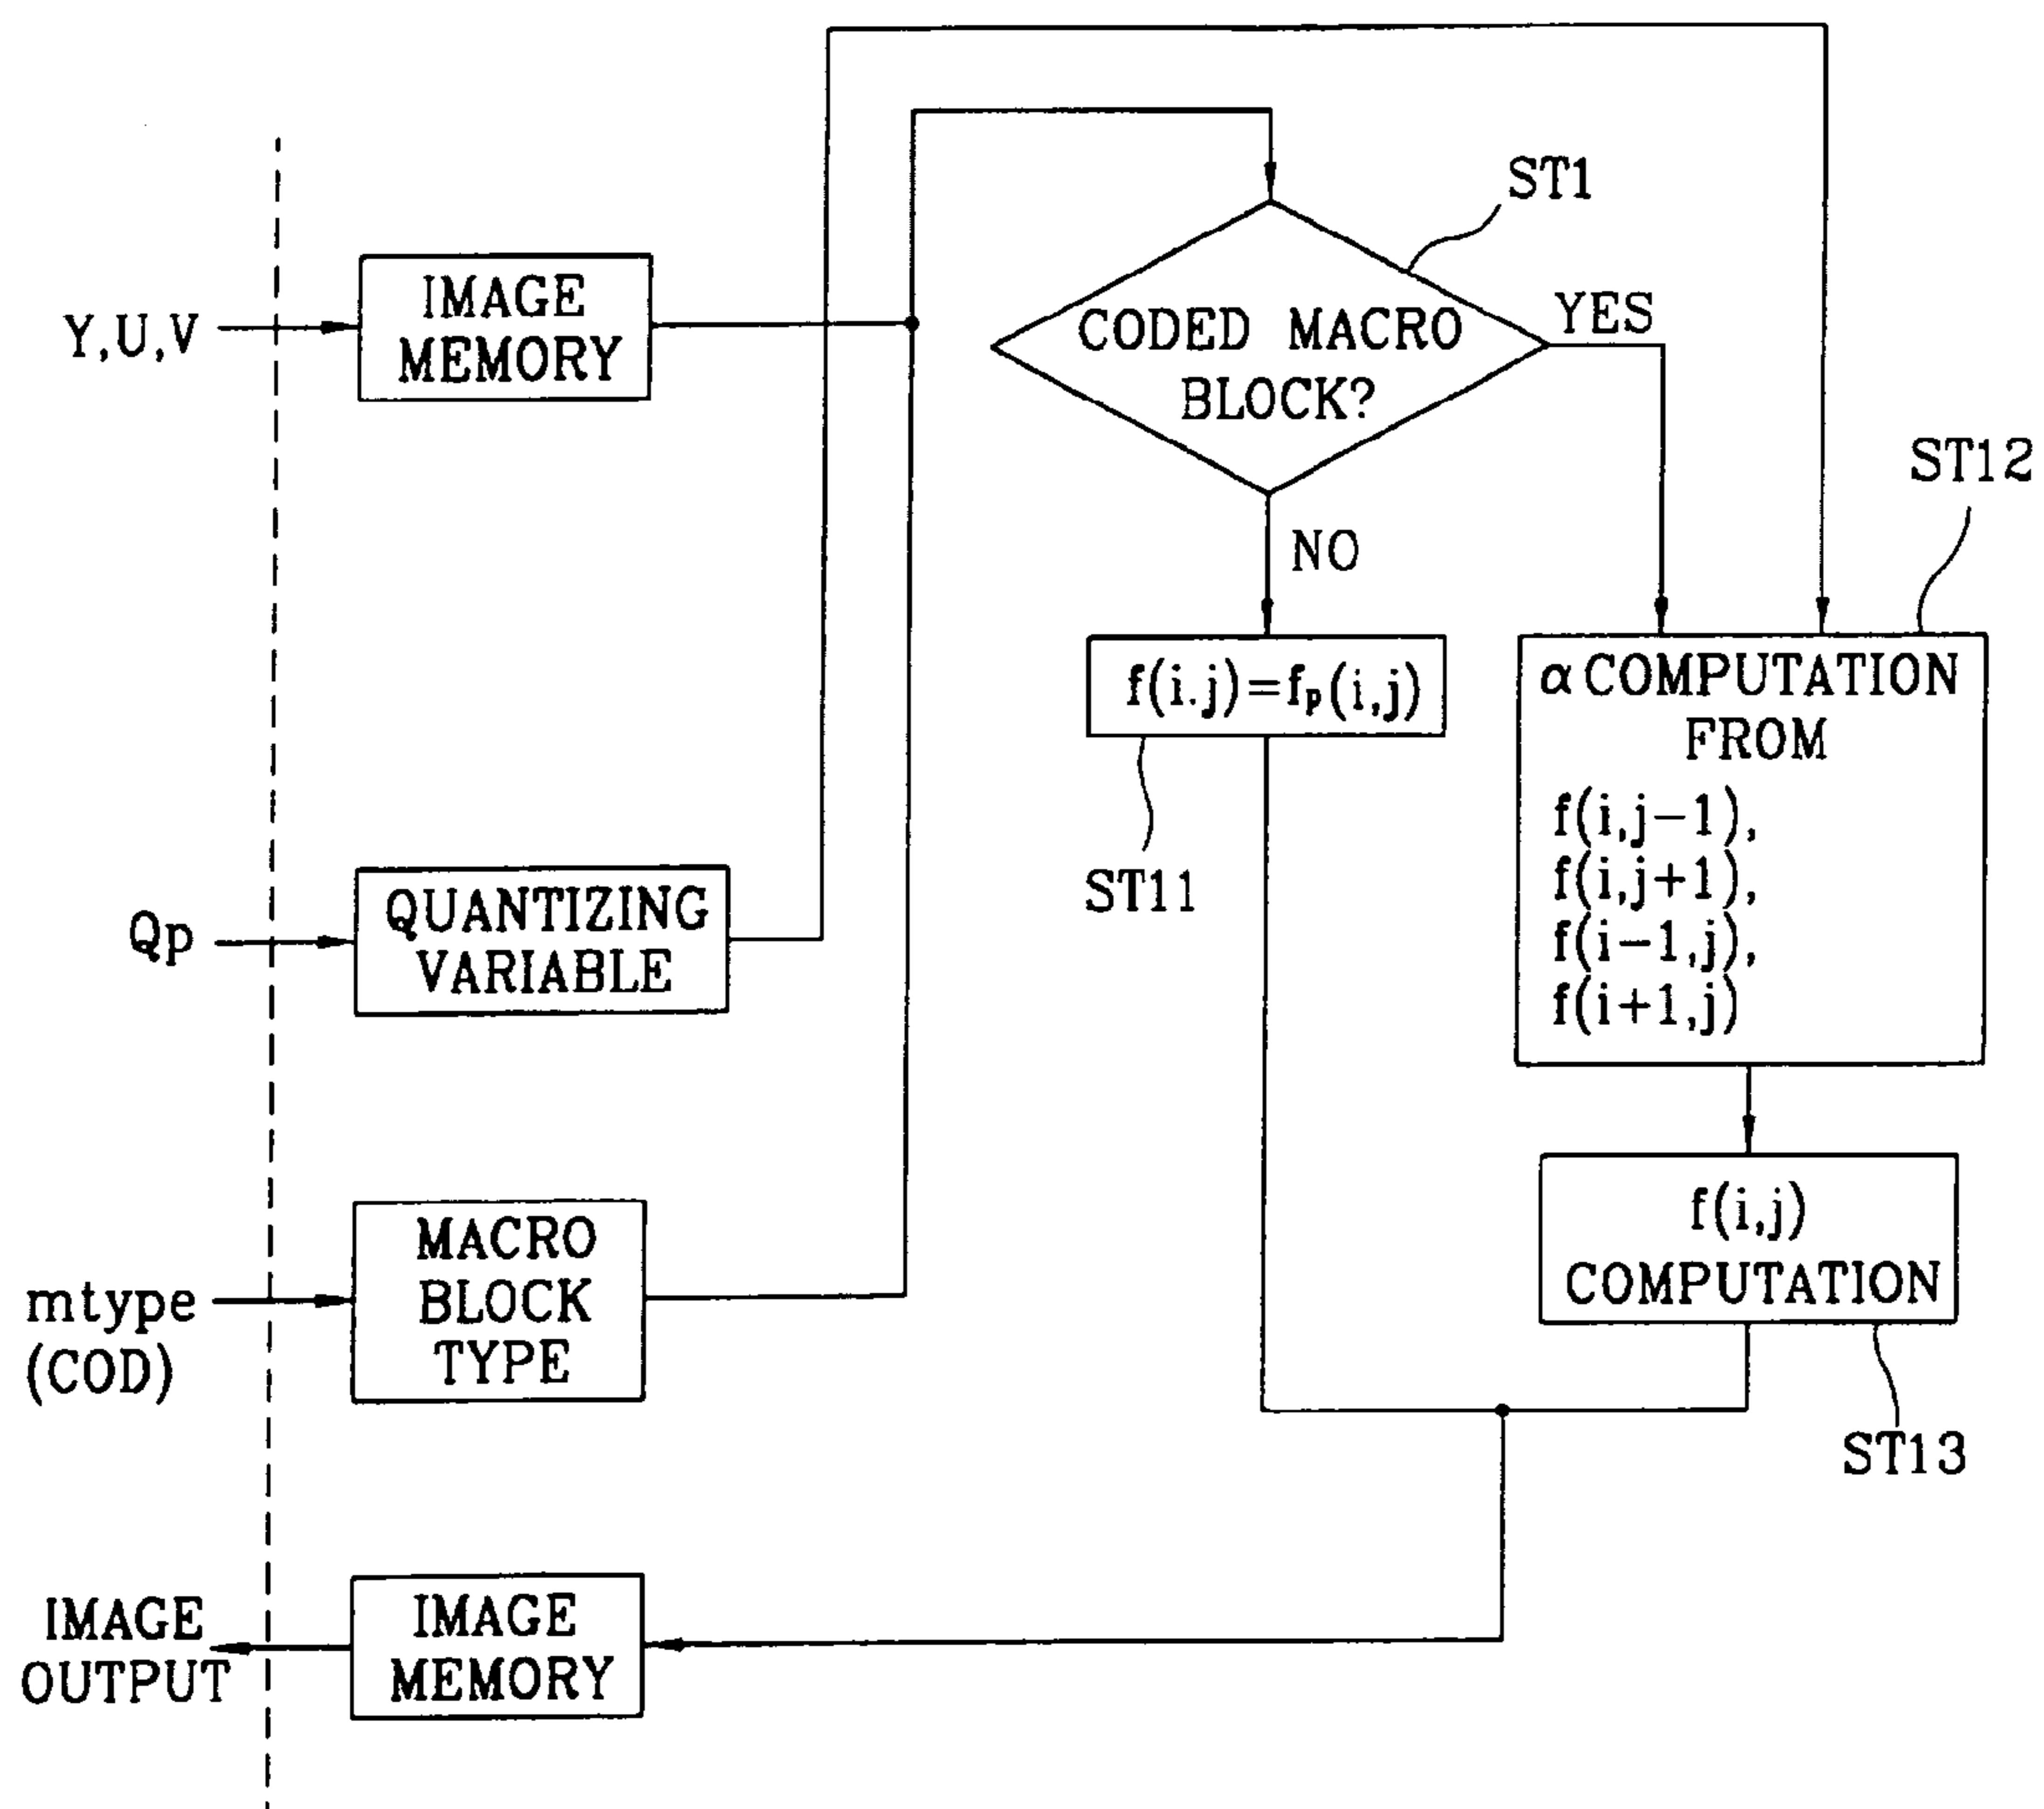 ST1
Y,U,V
IMAGE
MEMORY
CODED MACRO
BLOCK?
YES
NO
ST12
f(i.j)=fp(i,j)
ST11
α COMPUTATION
FROM
f(i,j-1),
f(i,j+1),
f(i-1,j),
f(i+1,j)
Qp
QUANTIZING
VARIABLE
f(i,j)
COMPUTATION
ST13
mtype
(COD)
MACRO
BLOCK
TYPE
IMAGE
MEMORY
IMAGE
OUTPUT